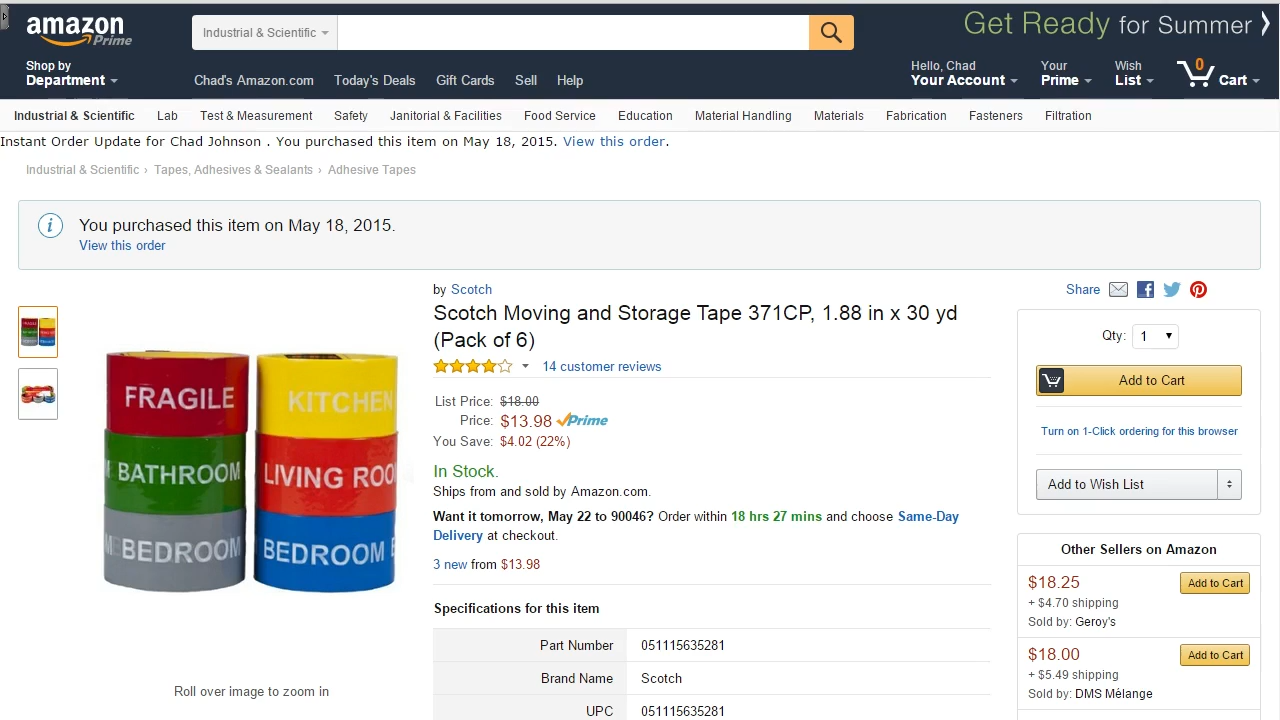 amazon
Prime
Industrial & Scientific
Get Ready for Summer
Shop by
Department
Chad's Amazon.com Today's Deals Gift Cards Sell Help
Hello, Chad
Your Account
Your
Prime
Wish
List
0
Cart
Industrial & Scientific Lab Test & Measurement Safety Janitorial & Facilities Food Service Education Material Handling Materials Fabrication Fasteners Filtration
Instant Order Update for Chad Johnson . You purchased this item on May 18, 2015. View this order.
Industrial & Scientific › Tapes, Adhesives & Sealants › Adhesive Tapes
i
You purchased this item on May 18, 2015.
View this order
FRAGILE
KITCHEN
BATHROOM
LIVING ROO
BEDROOM
BEDROOM
Roll over image to zoom in
by Scotch
Scotch Moving and Storage Tape 371CP, 1.88 in x 30 yd
(Pack of 6)
14 customer reviews
List Price: $18.00
Price: $13.98 Prime
You Save: $4.02 (22%)
In Stock.
Ships from and sold by Amazon.com.
Want it tomorrow, May 22 to 90046? Order within 18 hrs 27 mins and choose Same-Day
Delivery at checkout.
3 new from $13.98
Specifications for this item
Part Number 051115635281
Brand Name Scotch
UPC 051115635281
Share
Qty: 1
Add to Cart
Turn on 1-Click ordering for this browser
Add to Wish List
Other Sellers on Amazon
$18.25 Add to Cart
+ $4.70 shipping
Sold by: Geroy's
$18.00 Add to Cart
+ $5.49 shipping
Sold by: DMS Mélange